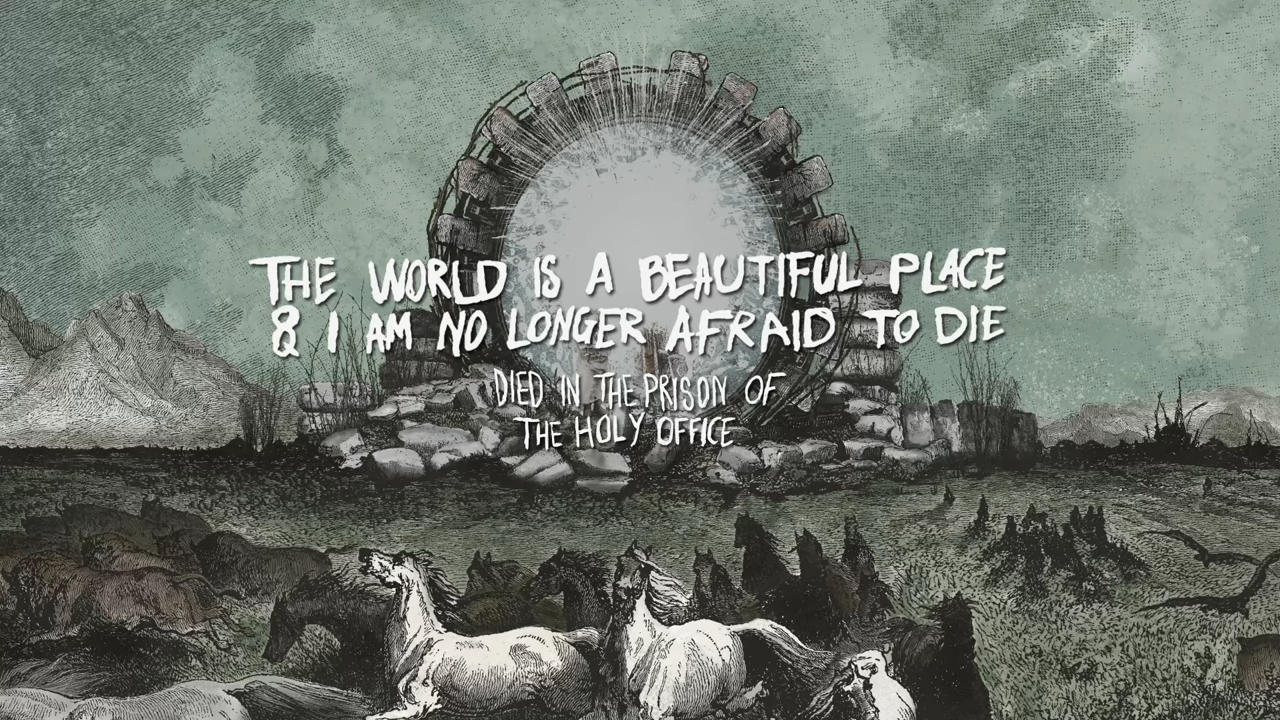 THE WORLD IS A BEAUTIFUL PLACE
& I AM NO LONGER AFRAID TO DIE
DIED IN THE PRISON OF
THE HOLY OFFICE